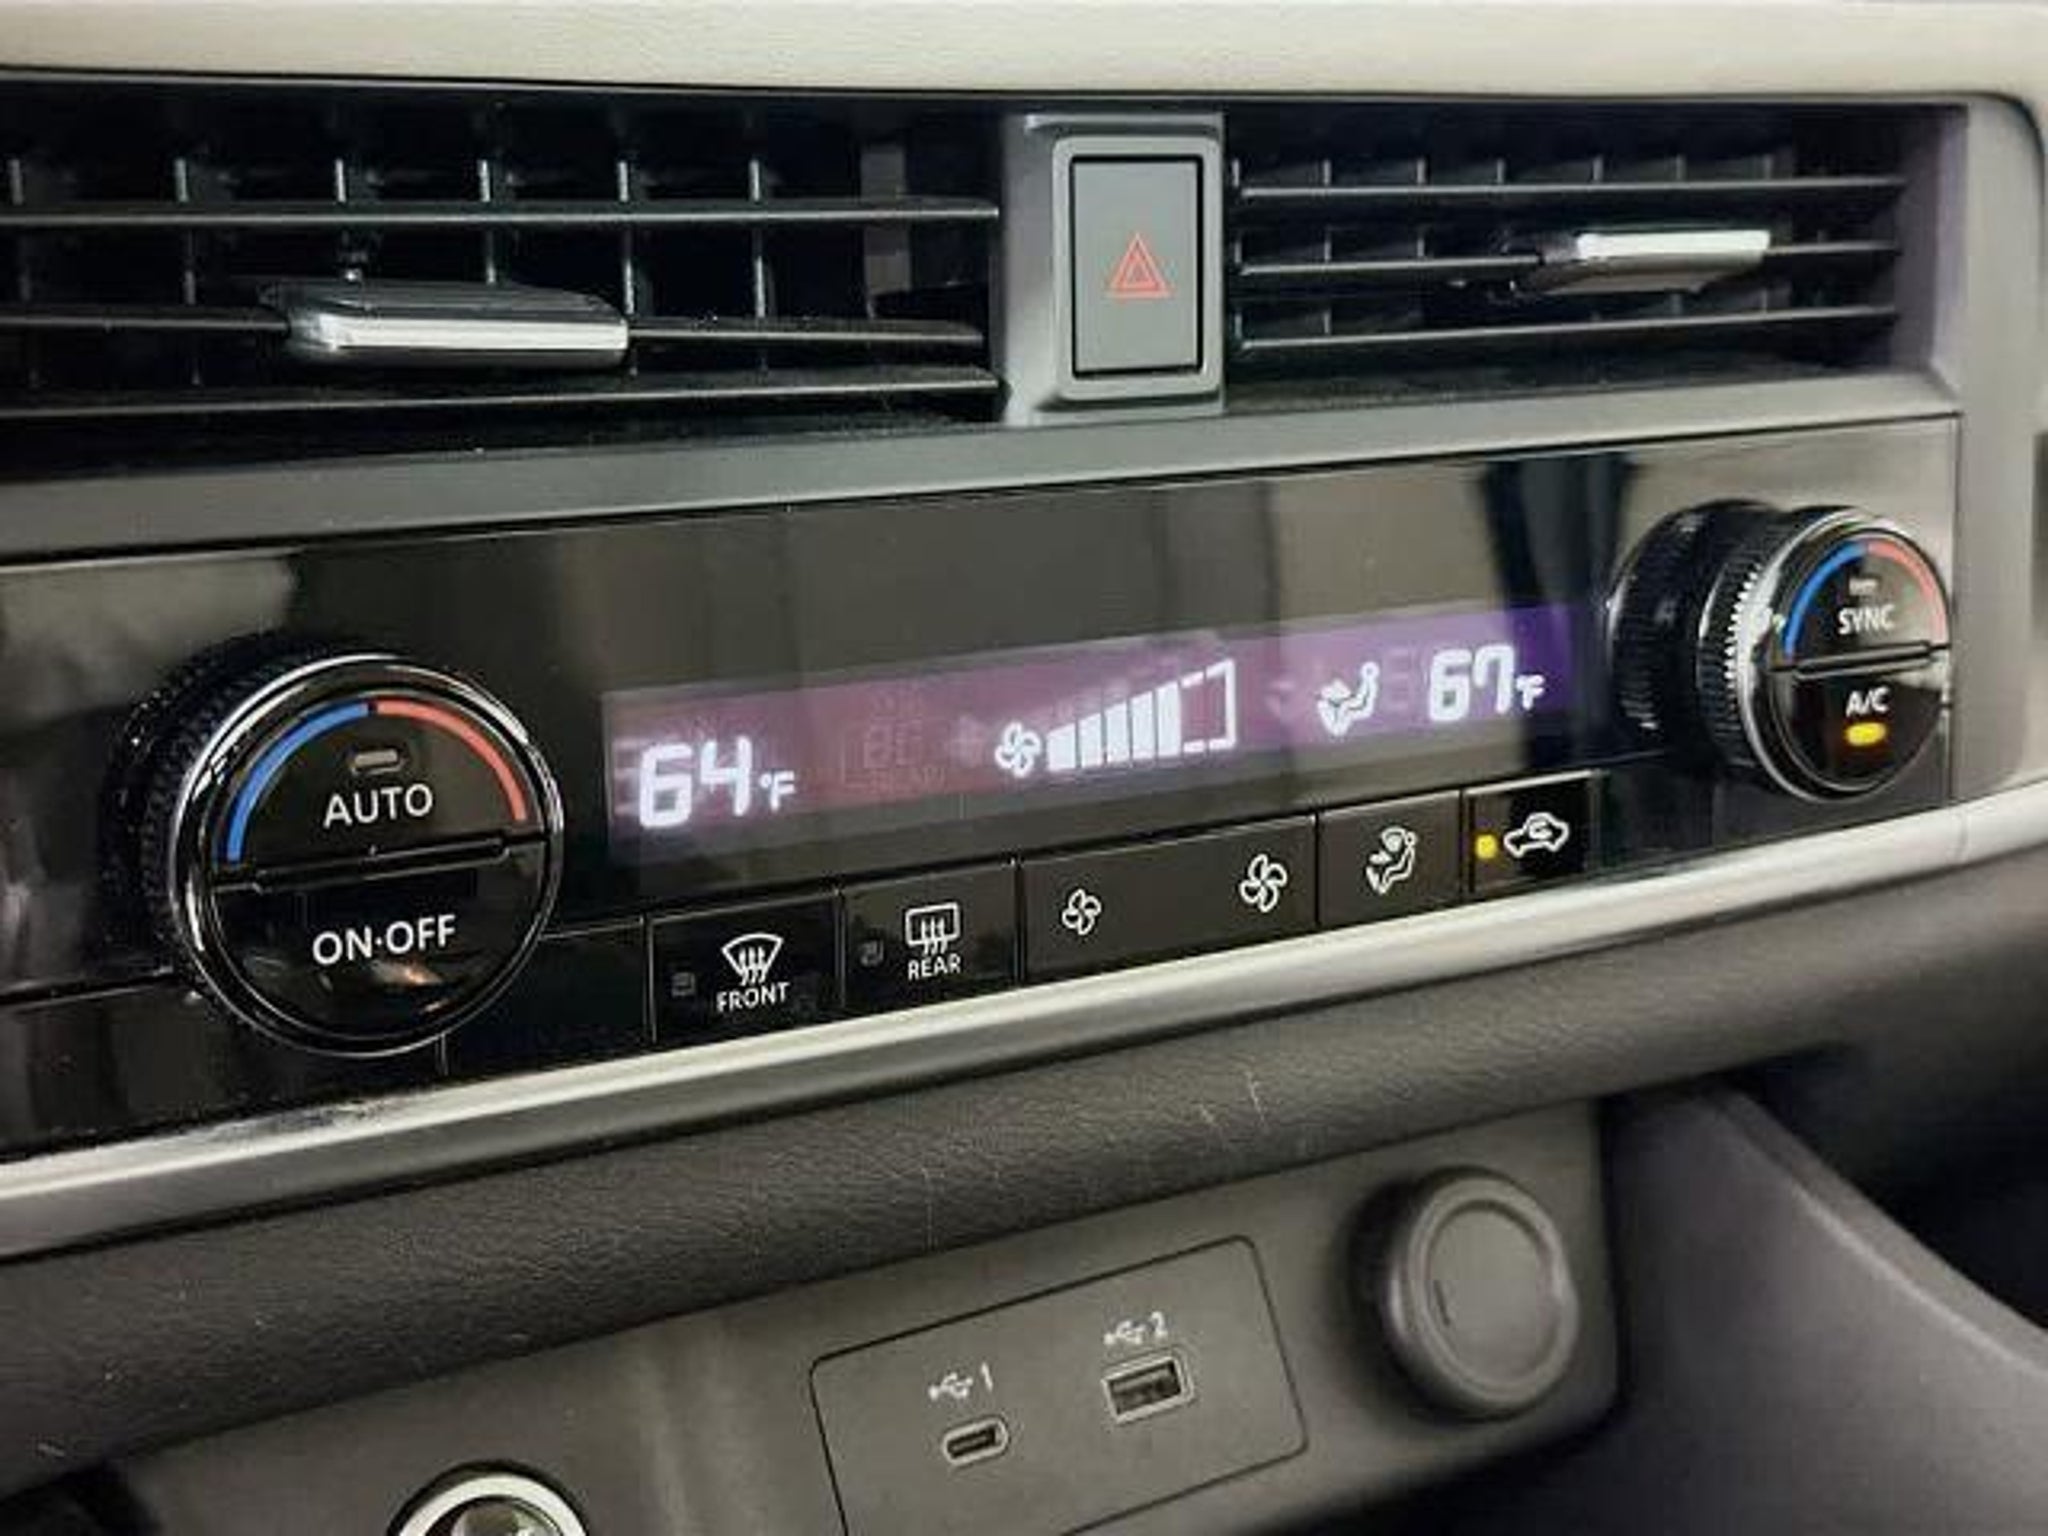 SYNC
A/C
67°F
64°F
AUTO
ON·OFF
FRONT
REAR
1
2